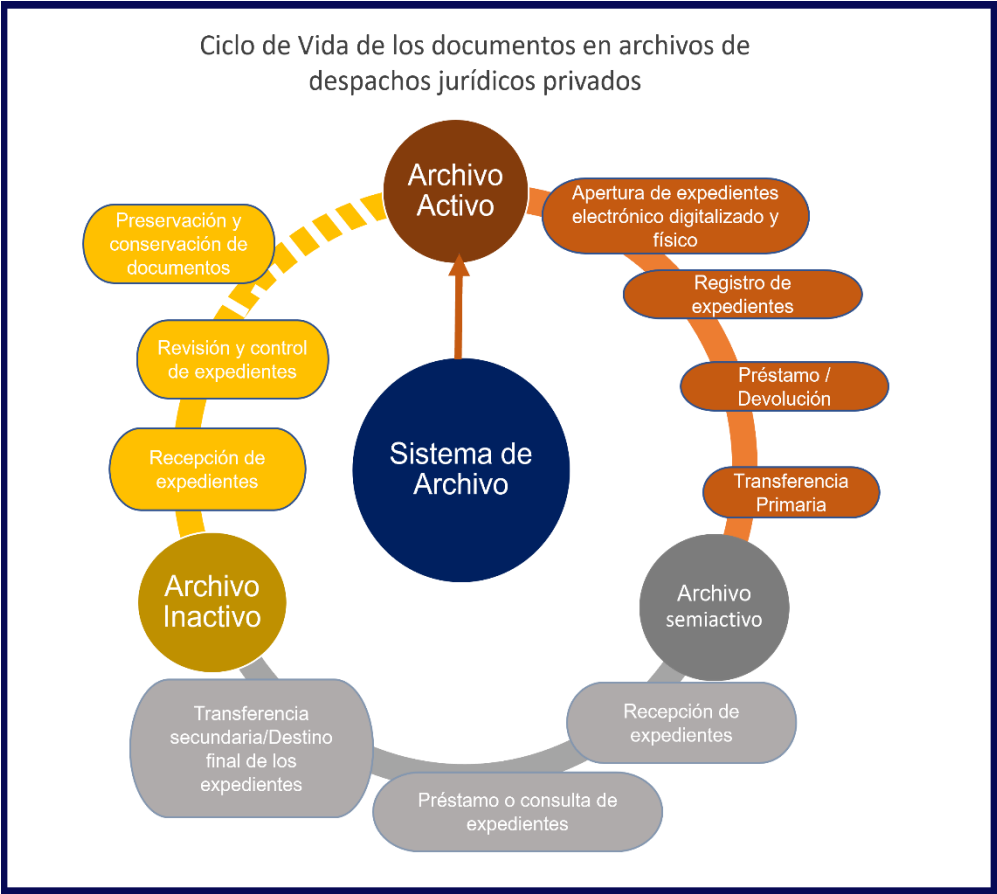 Ciclo de Vida de los documentos en archivos de
despachos jurídicos privados
Archivo
Activo
Apertura de expedientes
electrónico digitalizado y
físico
Registro de
expedientes
Préstamo /
Devolución
Transferencia
Primaria
Archivo
semiactivo
Recepción de
expedientes
Préstamo o consulta de
expedientes
Transferencia
secundaria/Destino
final de los
expedientes
Archivo
Inactivo
Recepción de
expedientes
Revisión y control
de expedientes
Preservación y
conservación de
documentos
Sistema de
Archivo